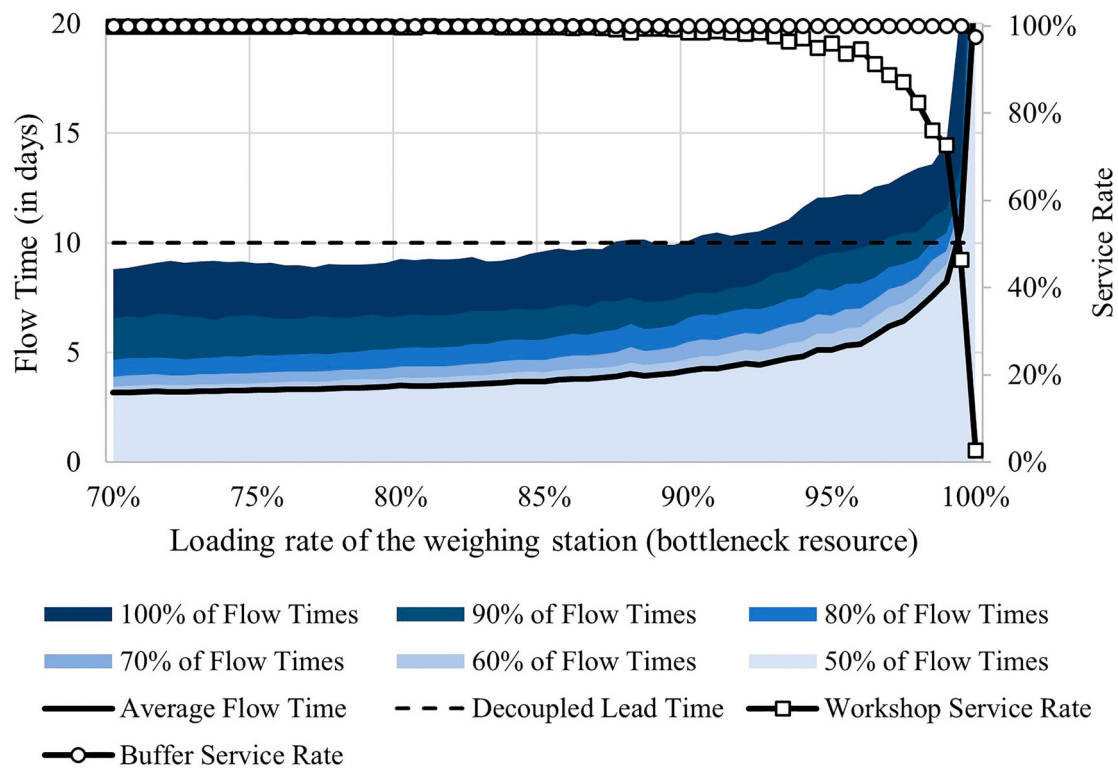 20
15
10
5
0
Flow Time (in days)
100%
80%
60%
40%
20%
0%
Service Rate
70% 75% 80% 85% 90% 95% 100%
Loading rate of the weighing station (bottleneck resource)
100% of Flow Times 90% of Flow Times 80% of Flow Times
70% of Flow Times 60% of Flow Times 50% of Flow Times
Average Flow Time Decoupled Lead Time Workshop Service Rate
Buffer Service Rate